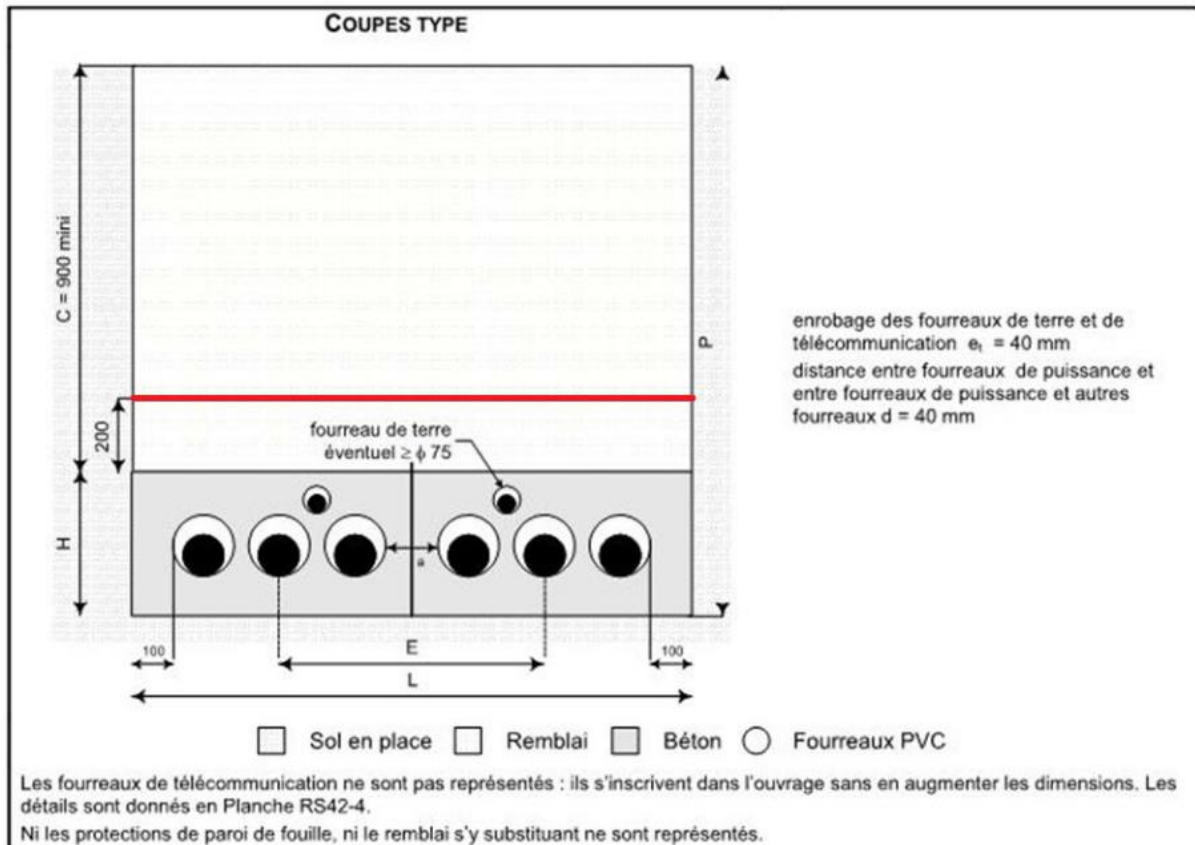 COUPES TYPE
C = 900 mini
P
enrobage des fourreaux de terre et de
télécommunication eₜ = 40 mm
distance entre fourreaux de puissance et
entre fourreaux de puissance et autres
fourreaux d = 40 mm
200
fourreau de terre
éventuel ≥ ϕ 75
H
a
100
E
100
L
Sol en place Remblai Béton Fourreaux PVC
Les fourreaux de télécommunication ne sont pas représentés : ils s'inscrivent dans l'ouvrage sans en augmenter les dimensions. Les
détails sont donnés en Planche RS42-4.
Ni les protections de paroi de fouille, ni le remblai s'y substituant ne sont représentés.